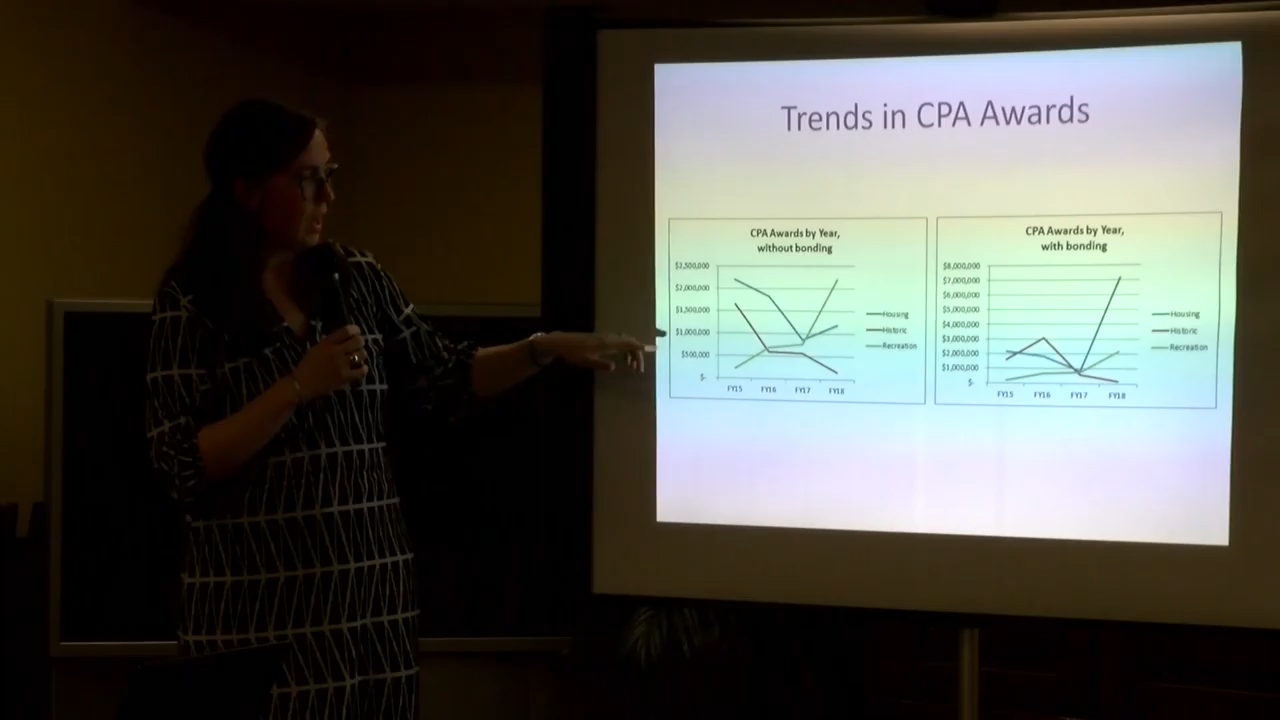 Trends in CPA Awards
CPA Awards by Year,
without bonding
$2,500,000
$2,000,000
$1,500,000
$1,000,000
$500,000
$-
FY15 FY16 FY17 FY18
Housing
Historic
Recreation
CPA Awards by Year,
with bonding
$8,000,000
$7,000,000
$6,000,000
$5,000,000
$4,000,000
$3,000,000
$2,000,000
$1,000,000
$-
FY15 FY16 FY17 FY18
Housing
Historic
Recreation